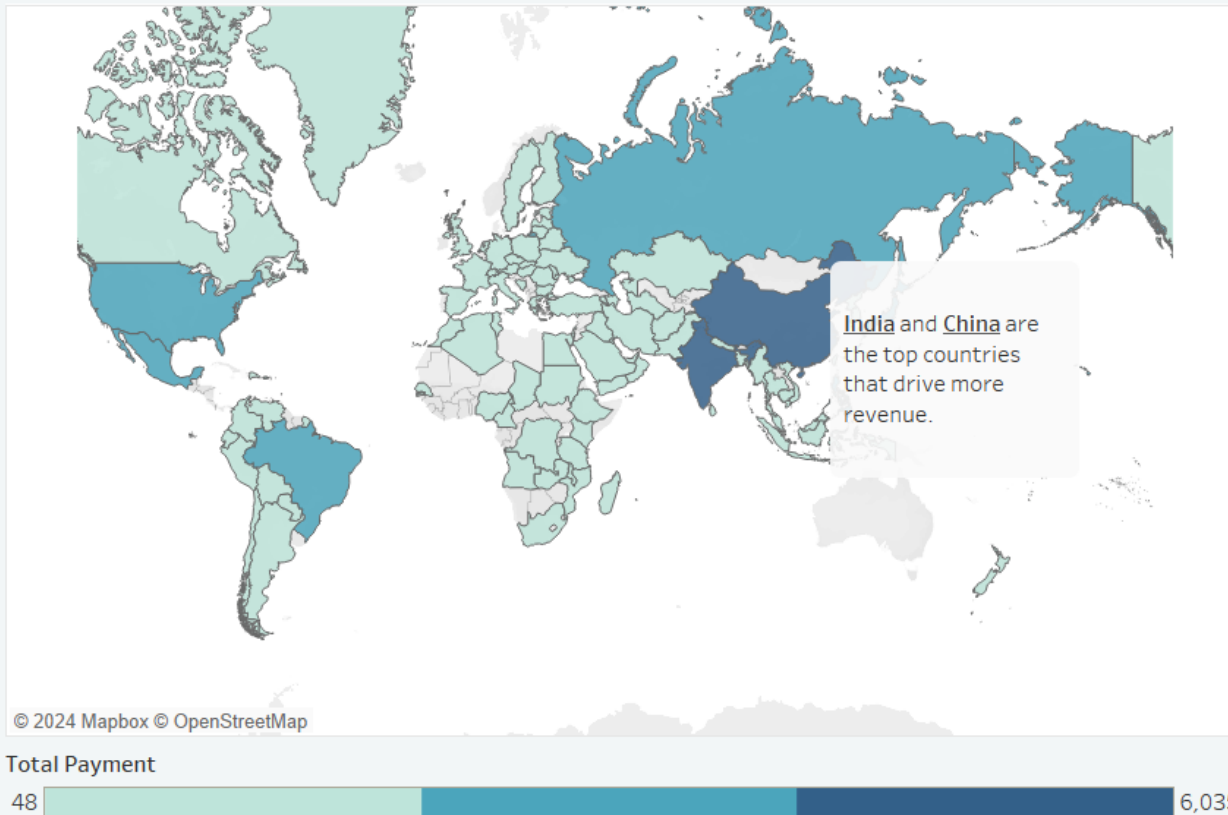 India and China are
the top countries
that drive more
revenue.
© 2024 Mapbox © OpenStreetMap
Total Payment
48